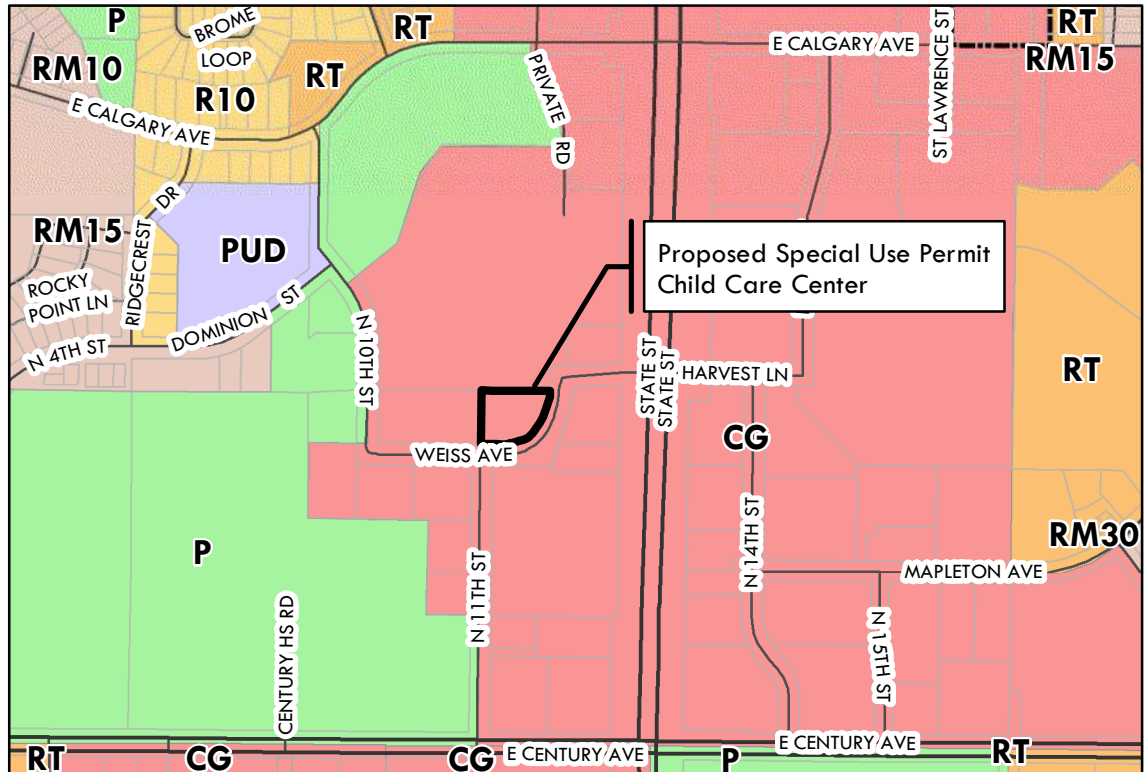 P
BROME
LOOP
RT
E CALGARY AVE
ST LAWRENCE ST
RT
RM15
RM10
R10
RT
PRIVATE
RD
E CALGARY AVE
RIDGECREST
DR
RM15
PUD
ROCKY
POINT LN
DOMINION ST
N 4TH ST
N 10TH ST
Proposed Special Use Permit
Child Care Center
STATE ST
STATE ST
HARVEST LN
RT
CG
WEISS AVE
N 11TH ST
N 14TH ST
RM30
MAPLETON AVE
P
N 15TH ST
CENTURY HS RD
RT
CG
CG
E CENTURY AVE
P
E CENTURY AVE
RT